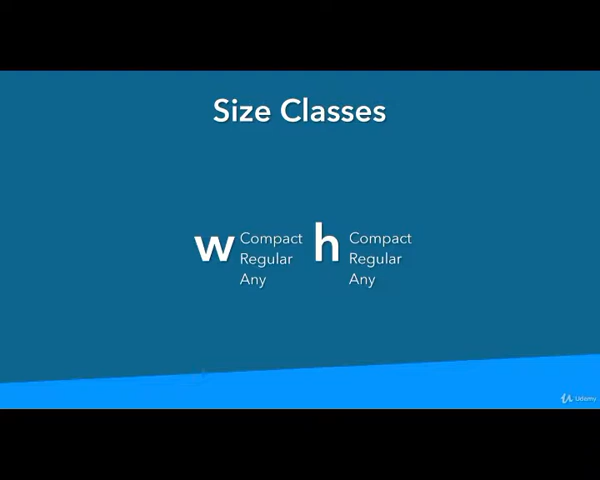 Size Classes
w Compact h Compact
Regular Regular
Any Any
Udemy